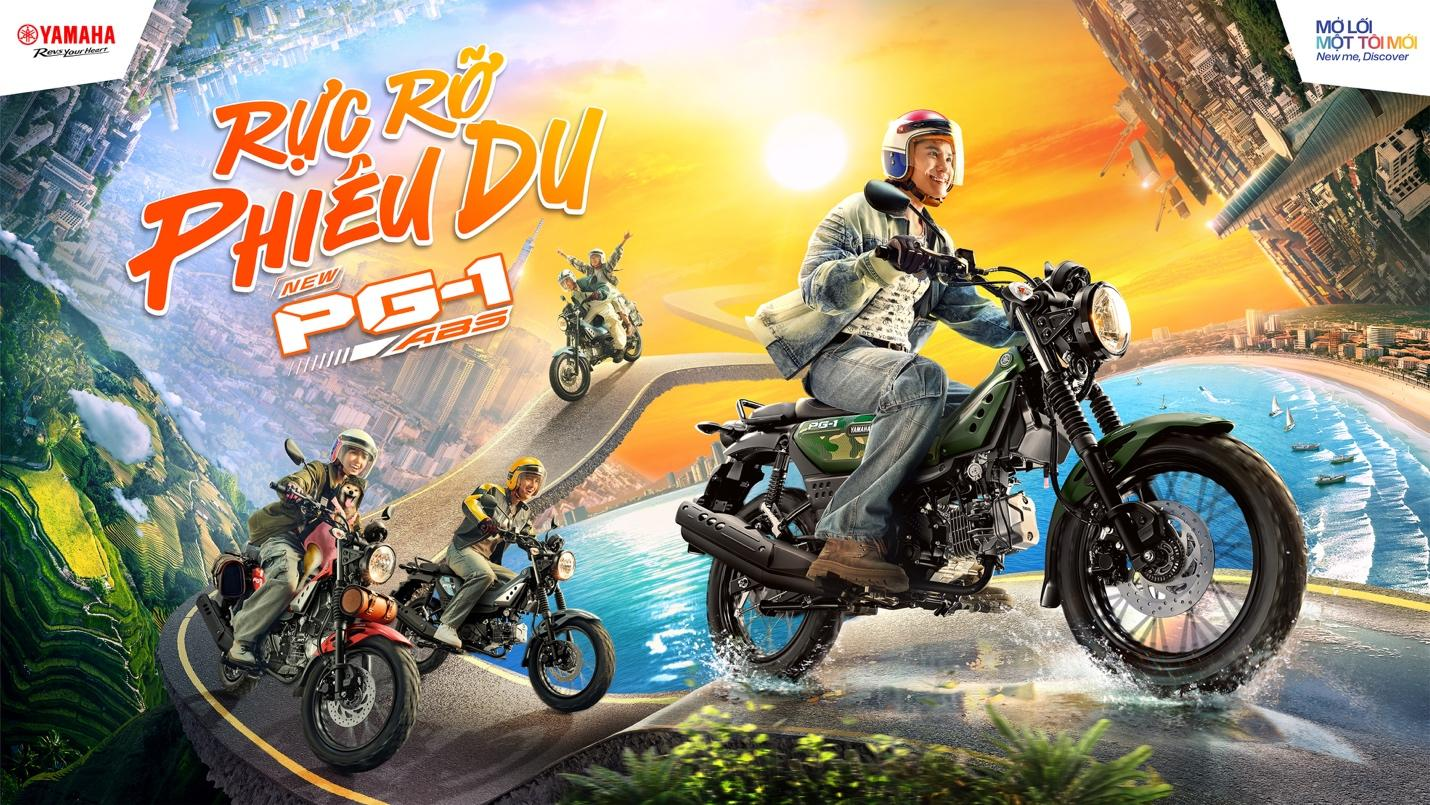 YAMAHA
Revs Your Heart
MỞ LỐI
MỘT TÔI MỚI
New me, Discover
RỰC RỠ
PHIÊU DU
NEW
PG-1
ABS
PG-1
YAMAHA